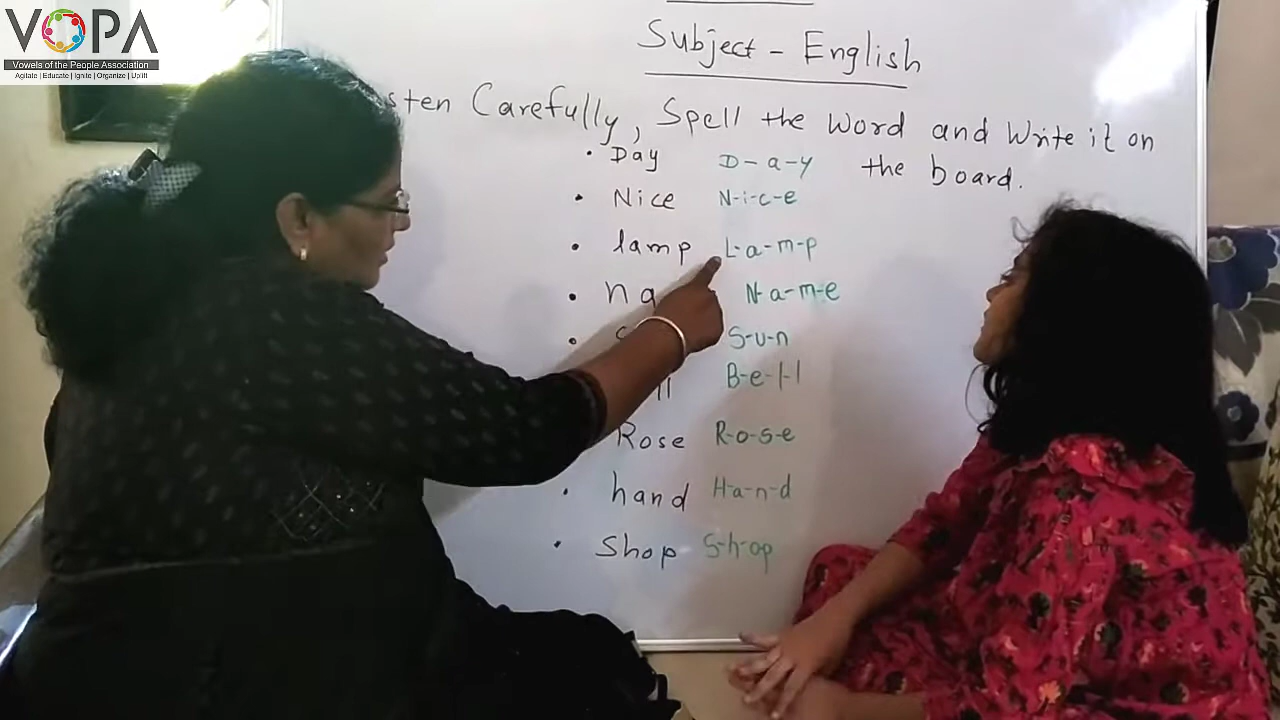 VOPA
Vowels of the People Association
Agitate | Educate | Ignite | Organize | Uplift
Subject - English
sten Carefully, Spell the Word and Write it on
the board.
• Day D-a-y
• Nice N-i-c-e
• lamp L-a-m-p
• na N-a-m-e
• S S-u-n
ll B-e-l-l
Rose R-o-s-e
• hand H-a-n-d
• Shop S-h-op